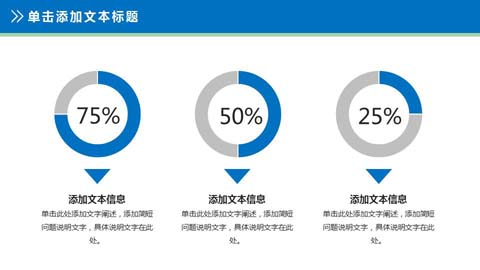 单击添加文本标题
75%
50%
25%
添加文本信息
单击此处添加文字阐述，添加简短
问题说明文字，具体说明文字在此
处。
添加文本信息
单击此处添加文字阐述，添加简短
问题说明文字，具体说明文字在此
处。
添加文本信息
单击此处添加文字阐述，添加简短
问题说明文字，具体说明文字在此
处。